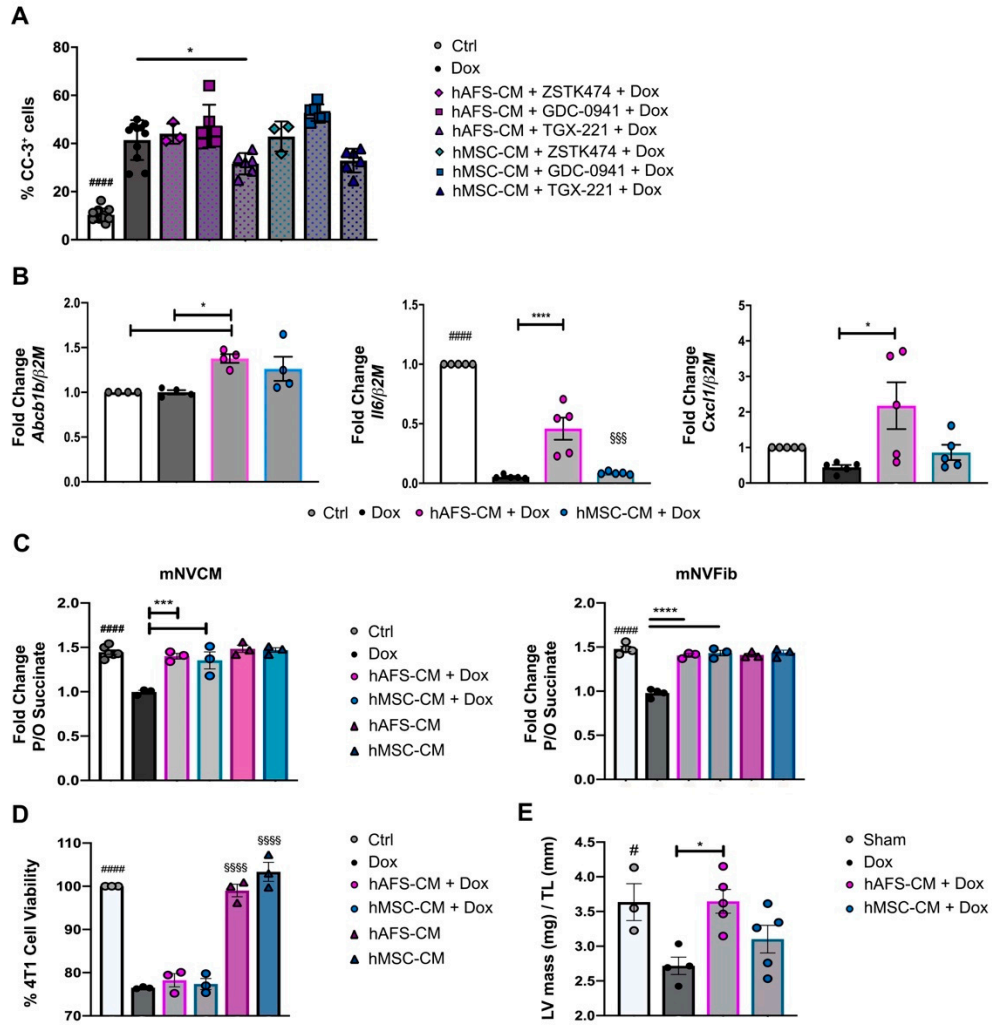 A
*
80
60
40
20
0
% CC-3⁺ cells
####
Ctrl
Dox
hAFS-CM + ZSTK474 + Dox
hAFS-CM + GDC-0941 + Dox
hAFS-CM + TGX-221 + Dox
hMSC-CM + ZSTK474 + Dox
hMSC-CM + GDC-0941 + Dox
hMSC-CM + TGX-221 + Dox
B
Fold Change
Abcb1b/β2M
2.0
1.5
1.0
0.5
0.0
*
Fold Change
Il6/β2M
1.5
1.0
0.5
0.0
####
****
§§§
Fold Change
Cxcl1/β2M
5
4
2
1
0
*
Ctrl Dox hAFS-CM + Dox hMSC-CM + Dox
C
mNVCM
Fold Change
P/O Succinate
2.0
1.5
1.0
0.5
0.0
####
***
Ctrl
Dox
hAFS-CM + Dox
hMSC-CM + Dox
hAFS-CM
hMSC-CM
mNVFib
Fold Change
P/O Succinate
2.0
1.5
1.0
0.5
0.0
####
****
D
% 4T1 Cell Viability
110
100
90
80
70
####
§§§§
§§§§
Ctrl
Dox
hAFS-CM + Dox
hMSC-CM + Dox
hAFS-CM
hMSC-CM
E
LV mass (mg) / TL (mm)
4.5
4.0
3.5
3.0
2.5
2.0
#
*
Sham
Dox
hAFS-CM + Dox
hMSC-CM + Dox